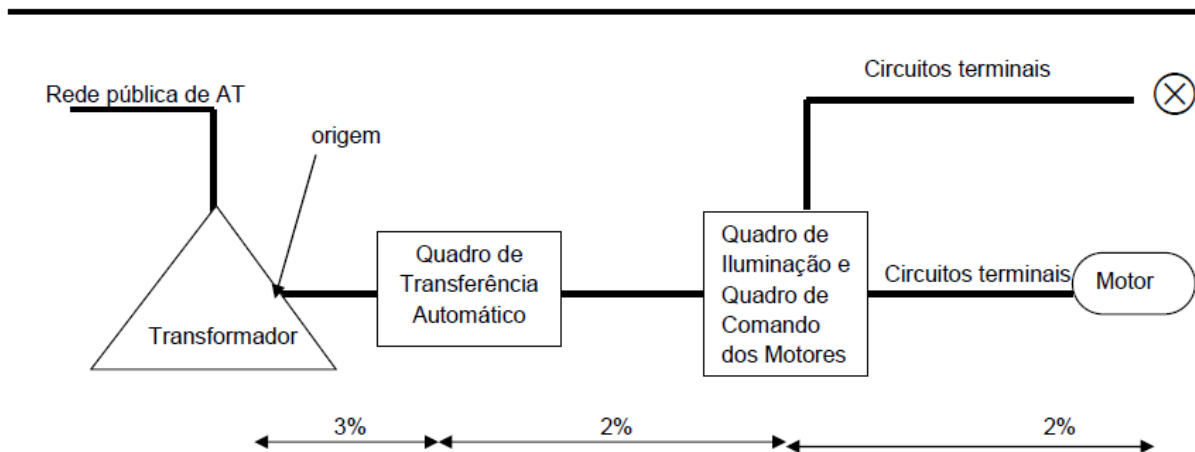 Circuitos terminais
Rede pública de AT
origem
Quadro de
Transferência
Automático
Quadro de
Iluminação e
Quadro de
Comando
dos Motores
Circuitos terminais
Motor
Transformador
3%
2%
2%